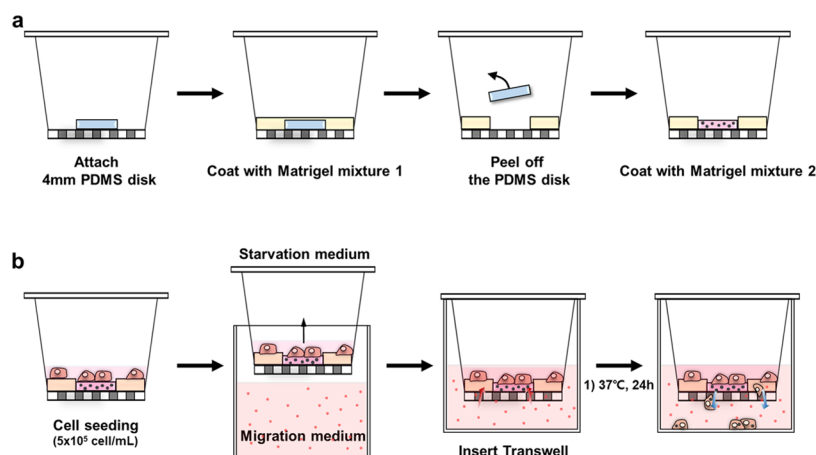 a
Attach
4mm PDMS disk
Coat with Matrigel mixture 1
Peel off
the PDMS disk
Coat with Matrigel mixture 2
b
Cell seeding
(5x10⁵ cell/mL)
Starvation medium
Migration medium
Insert Transwell
1) 37℃, 24h